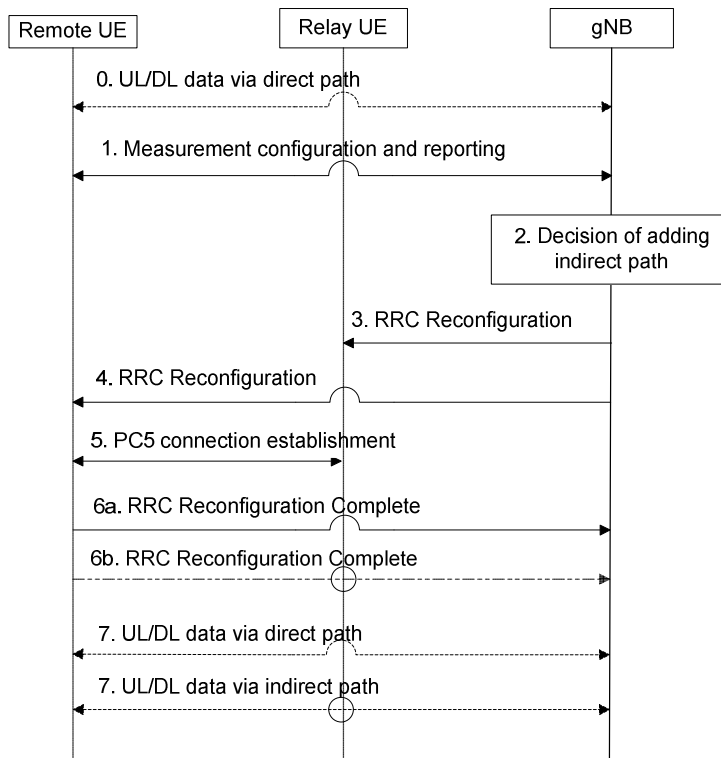 Remote UE
Relay UE
gNB
0. UL/DL data via direct path
1. Measurement configuration and reporting
2. Decision of adding
indirect path
3. RRC Reconfiguration
4. RRC Reconfiguration
5. PC5 connection establishment
6a. RRC Reconfiguration Complete
6b. RRC Reconfiguration Complete
7. UL/DL data via direct path
7. UL/DL data via indirect path